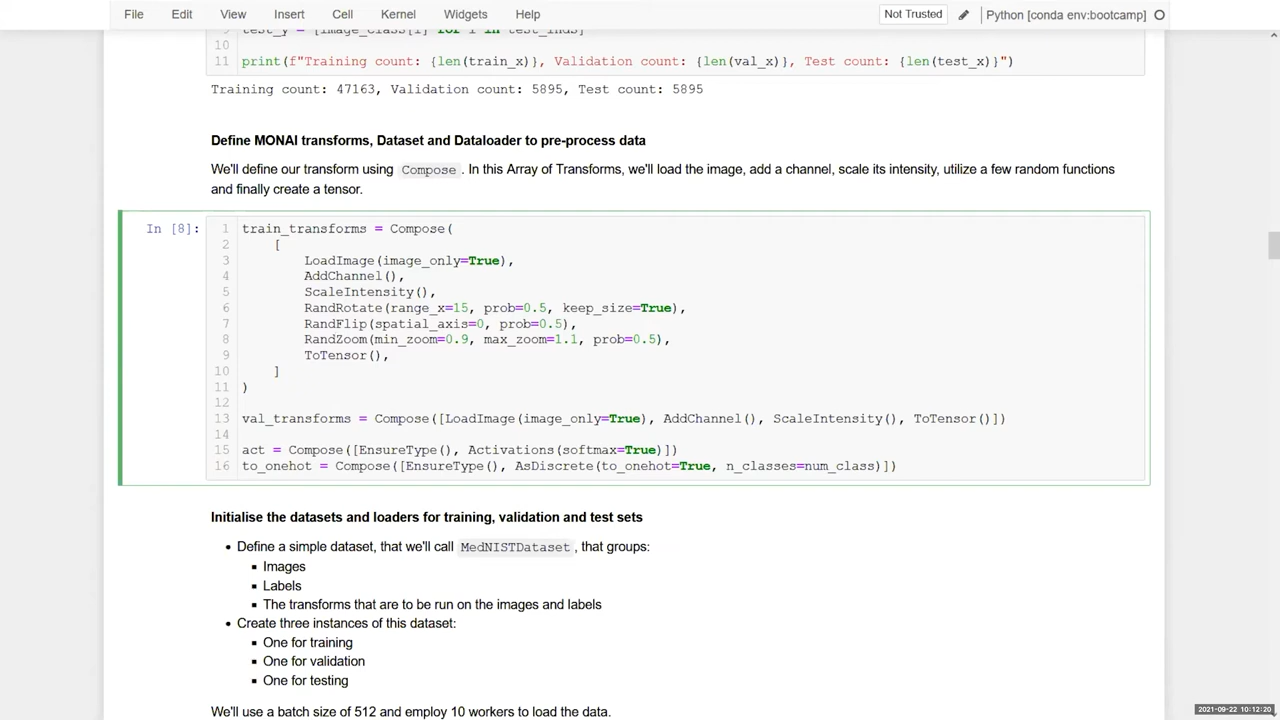 File Edit View Insert Cell Kernel Widgets Help Not Trusted Python [conda env:bootcamp]
10
11 print(f"Training count: {len(train_x)}, Validation count: {len(val_x)}, Test count: {len(test_x)}")
Training count: 47163, Validation count: 5895, Test count: 5895
Define MONAI transforms, Dataset and Dataloader to pre-process data
We'll define our transform using Compose . In this Array of Transforms, we'll load the image, add a channel, scale its intensity, utilize a few random functions
and finally create a tensor.
In [8]: 1 train_transforms = Compose(
2 [
3 LoadImage(image_only=True),
4 AddChannel(),
5 ScaleIntensity(),
6 RandRotate(range_x=15, prob=0.5, keep_size=True),
7 RandFlip(spatial_axis=0, prob=0.5),
8 RandZoom(min_zoom=0.9, max_zoom=1.1, prob=0.5),
9 ToTensor(),
10 ]
11 )
12
13 val_transforms = Compose([LoadImage(image_only=True), AddChannel(), ScaleIntensity(), ToTensor()])
14
15 act = Compose([EnsureType(), Activations(softmax=True)])
16 to_onehot = Compose([EnsureType(), AsDiscrete(to_onehot=True, n_classes=num_class)])
Initialise the datasets and loaders for training, validation and test sets
• Define a simple dataset, that we'll call MedNISTDataset , that groups:
▪ Images
▪ Labels
▪ The transforms that are to be run on the images and labels
• Create three instances of this dataset:
▪ One for training
▪ One for validation
▪ One for testing
We'll use a batch size of 512 and employ 10 workers to load the data.
2021-09-22 10:12:20